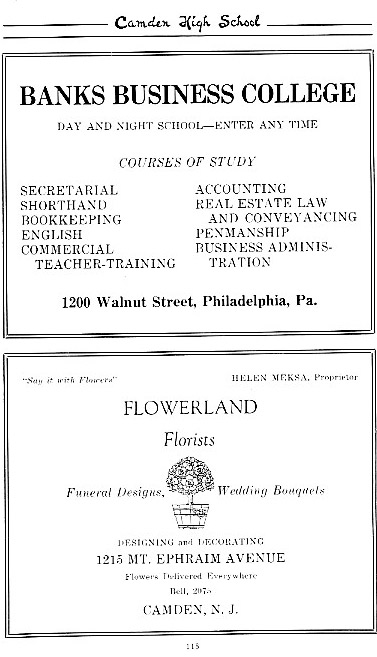 Camden High School
BANKS BUSINESS COLLEGE
DAY AND NIGHT SCHOOL—ENTER ANY TIME
COURSES OF STUDY
SECRETARIAL
SHORTHAND
BOOKKEEPING
ENGLISH
COMMERCIAL
TEACHER-TRAINING
ACCOUNTING
REAL ESTATE LAW
AND CONVEYANCING
PENMANSHIP
BUSINESS ADMINIS-
TRATION
1200 Walnut Street, Philadelphia, Pa.
"Say it with Flowers"
HELEN MEKSA, Proprietor
FLOWERLAND
Florists
Funeral Designs, Wedding Bouquets
DESIGNING and DECORATING
1215 MT. EPHRAIM AVENUE
Flowers Delivered Everywhere
Bell, 2075
CAMDEN, N. J.
115